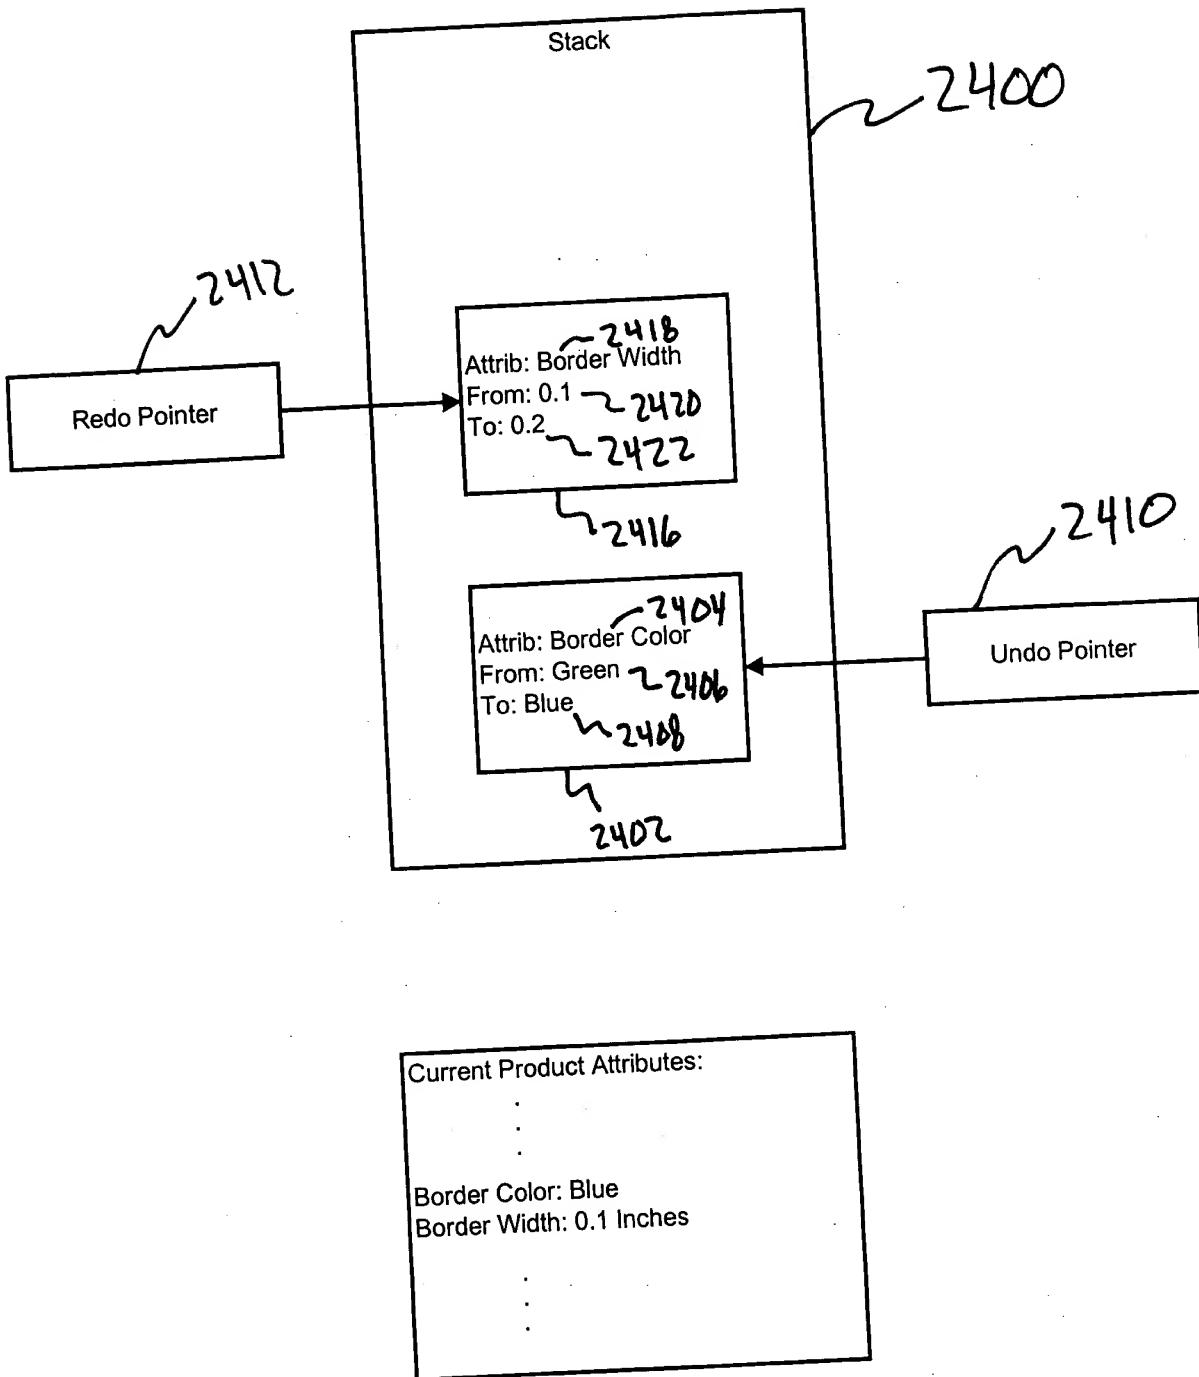 Stack
2400
2412
Redo Pointer
2418
Attrib: Border Width
From: 0.1 2420
To: 0.2 2422
2416
2410
Undo Pointer
2404
Attrib: Border Color
From: Green 2406
To: Blue 2408
2402
Current Product Attributes:
Border Color: Blue
Border Width: 0.1 Inches